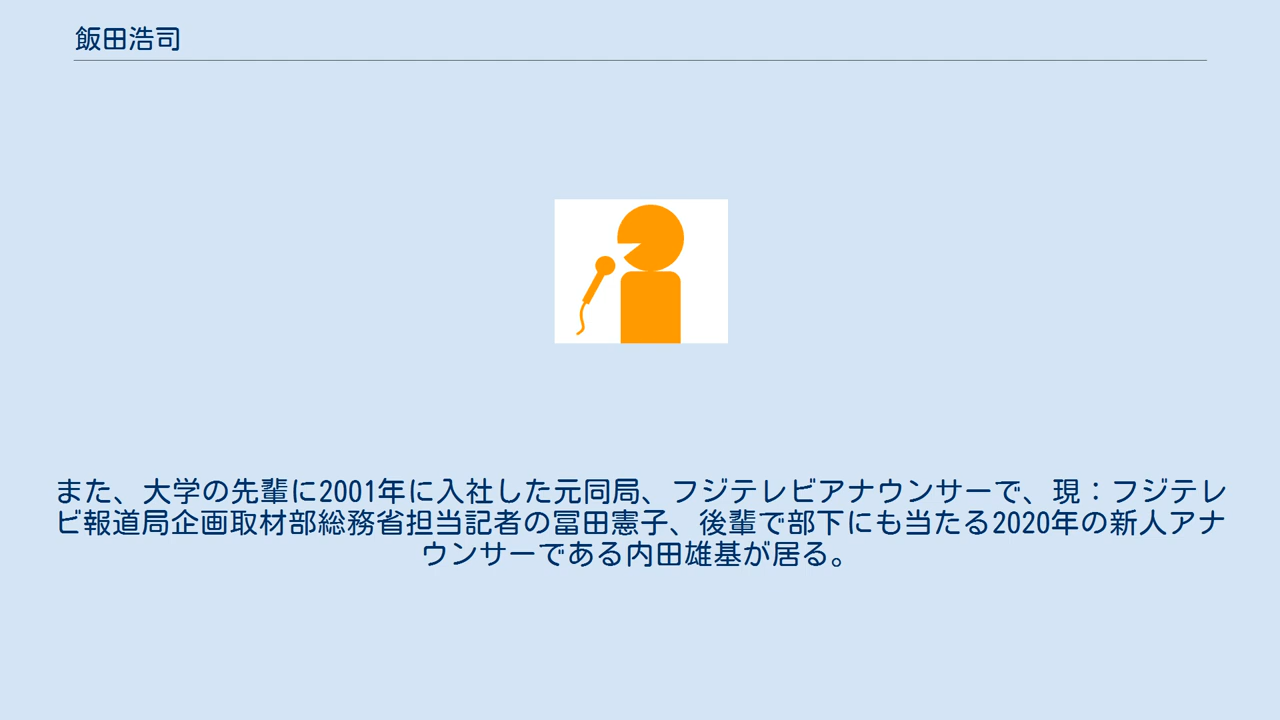 飯田浩司
また、大学の先輩に2001年に入社した元同局、フジテレビアナウンサーで、現：フジテレ
ビ報道局企画取材部総務省担当記者の冨田憲子、後輩で部下にも当たる2020年の新人アナ
ウンサーである内田雄基が居る。